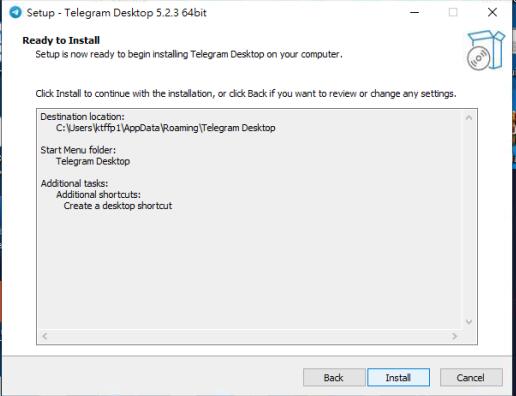 Setup - Telegram Desktop 5.2.3 64bit
Ready to Install
Setup is now ready to begin installing Telegram Desktop on your computer.
Click Install to continue with the installation, or click Back if you want to review or change any settings.
Destination location:
C:\Users\ktffp1\AppData\Roaming\Telegram Desktop
Start Menu folder:
Telegram Desktop
Additional tasks:
Additional shortcuts:
Create a desktop shortcut
Back
Install
Cancel